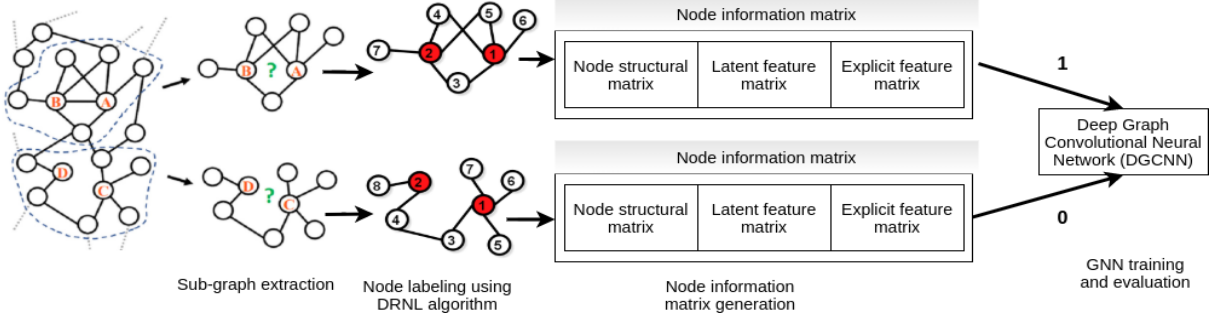 B
A
D
C
B
?
A
D
?
C
4
5
6
7
2
1
3
7
8
2
6
1
4
3
5
Node information matrix
Node structural
matrix
Latent feature
matrix
Explicit feature
matrix
Node information matrix
Node structural
matrix
Latent feature
matrix
Explicit feature
matrix
1
0
Deep Graph
Convolutional Neural
Network (DGCNN)
Sub-graph extraction
Node labeling using
DRNL algorithm
Node information
matrix generation
GNN training
and evaluation